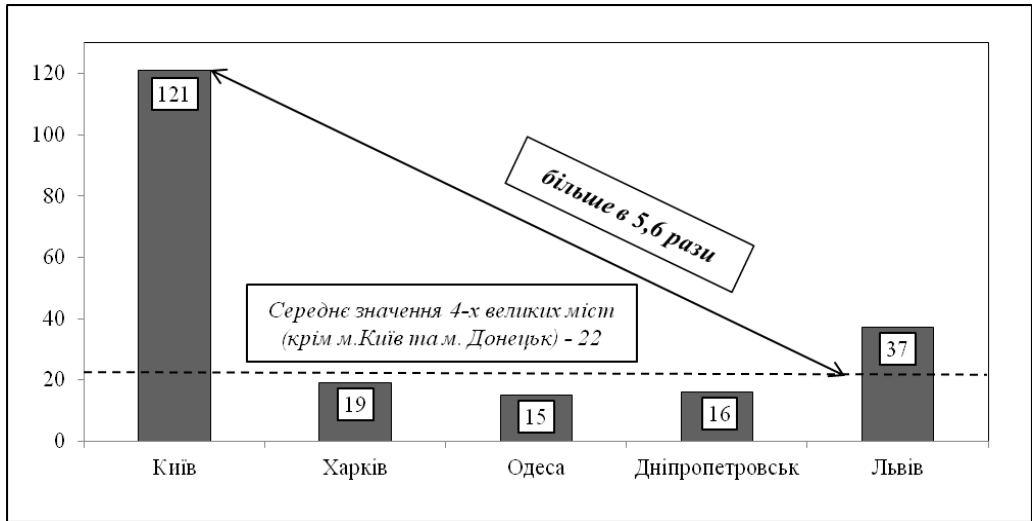 120
100
80
60
40
20
0
121
19
15
16
37
більше в 5,6 рази
Середнє значення 4-х великих міст
(крім м.Київ та м. Донецьк) - 22
Київ
Харків
Одеса
Дніпропетровськ
Львів